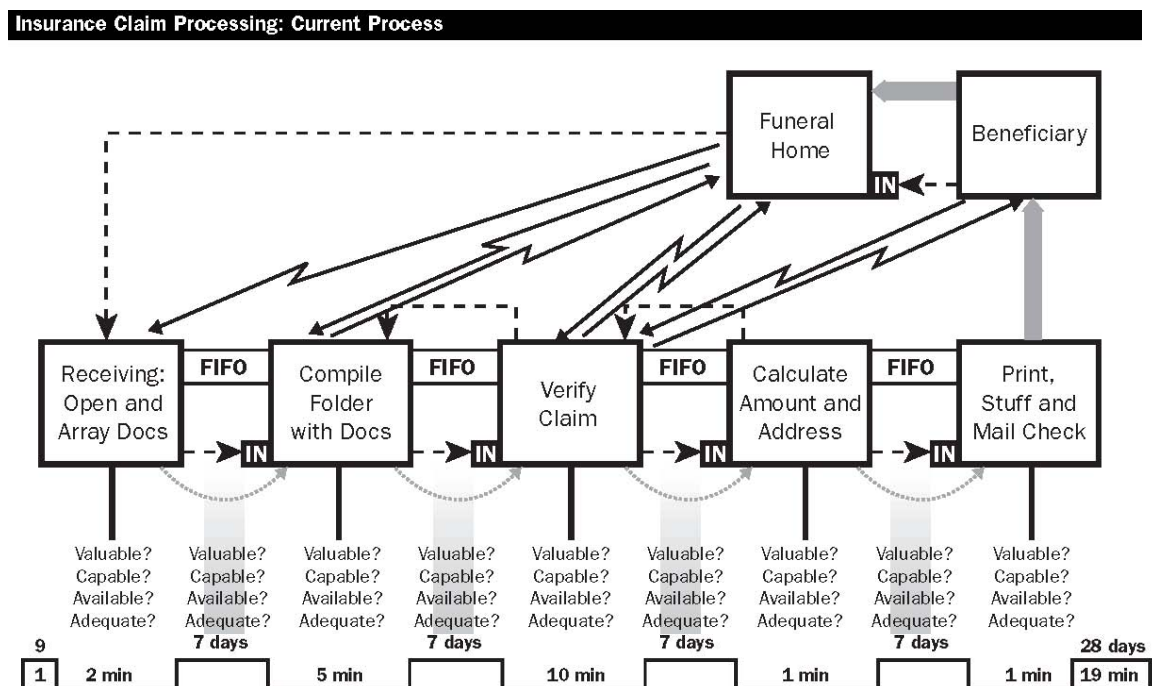 Insurance Claim Processing: Current Process
Funeral
Home
Beneficiary
IN
Receiving:
Open and
Array Docs
FIFO
Compile
Folder
with Docs
FIFO
Verify
Claim
FIFO
Calculate
Amount and
Address
FIFO
Print,
Stuff and
Mail Check
IN
IN
IN
IN
Valuable? Valuable? Valuable? Valuable? Valuable? Valuable? Valuable? Valuable? Valuable?
Capable? Capable? Capable? Capable? Capable? Capable? Capable? Capable? Capable?
Available? Available? Available? Available? Available? Available? Available? Available? Available?
Adequate? Adequate? Adequate? Adequate? Adequate? Adequate? Adequate? Adequate? Adequate?
9 7 days 7 days 7 days 7 days 28 days
1 2 min 5 min 10 min 1 min 1 min 19 min